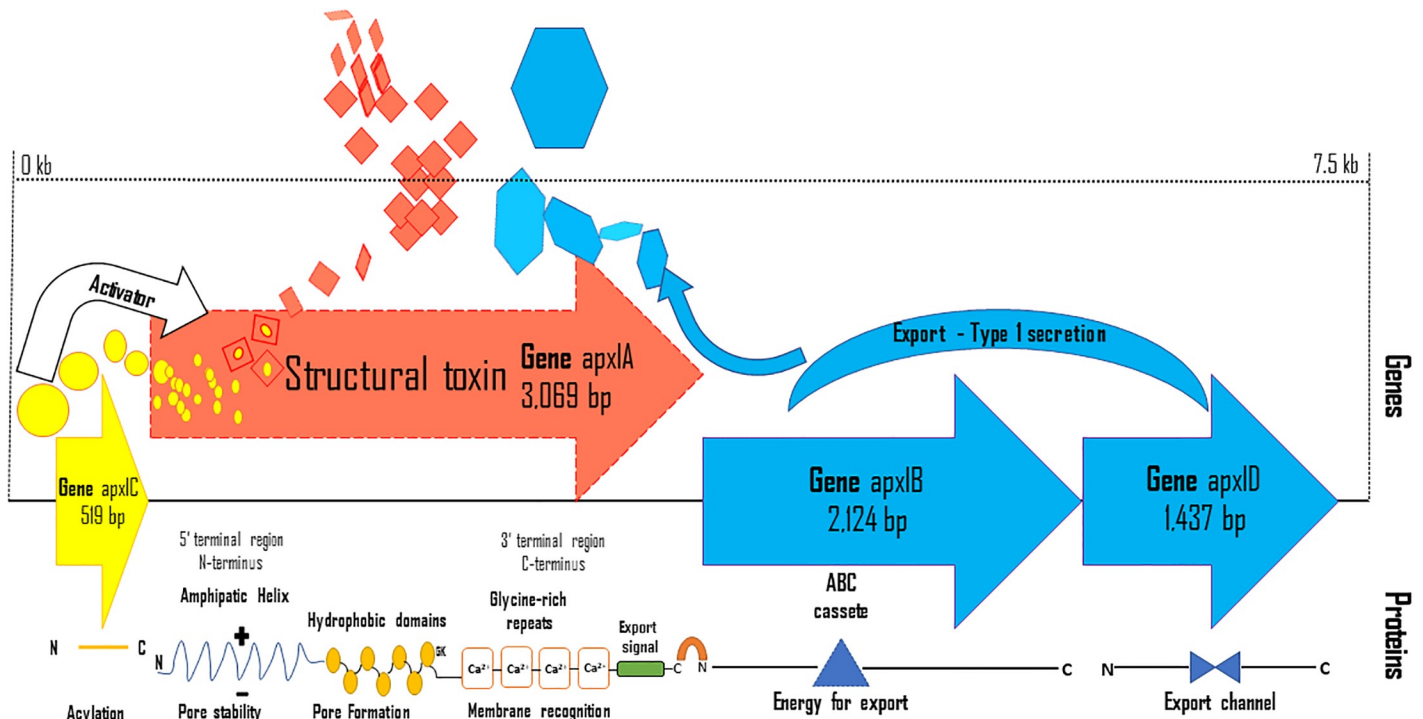 0 kb
7.5 kb
Activator
Export - Type 1 secretion
Structural toxin
Gene apxIA
3,069 bp
Genes
Gene apxIC
519 bp
Gene apxIB
2,124 bp
Gene apxID
1,437 bp
5' terminal region
N-terminus
3' terminal region
C-terminus
Amphipatic Helix
Hydrophobic domains
Glycine-rich
repeats
Export
signal
ABC
cassete
Proteins
N C
N
+
-
GK
Ca²⁺ Ca²⁺ Ca²⁺ Ca²⁺
C N
C
N C
Acylation
Pore stability
Pore Formation
Membrane recognition
Energy for export
Export channel